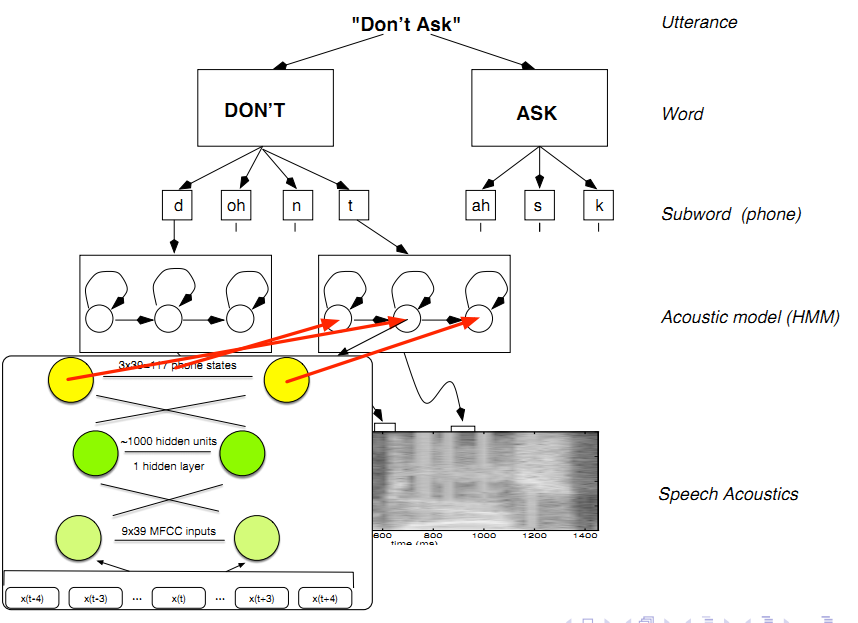 "Don't Ask"
Utterance
DON'T
ASK
Word
d
oh
n
t
ah
s
k
Subword (phone)
Acoustic model (HMM)
3x39=117 phone states
~1000 hidden units
1 hidden layer
9x39 MFCC inputs
x(t-4)
x(t-3)
...
x(t)
...
x(t+3)
x(t+4)
Speech Acoustics
600 800 1000 1200 1400
time (ms)